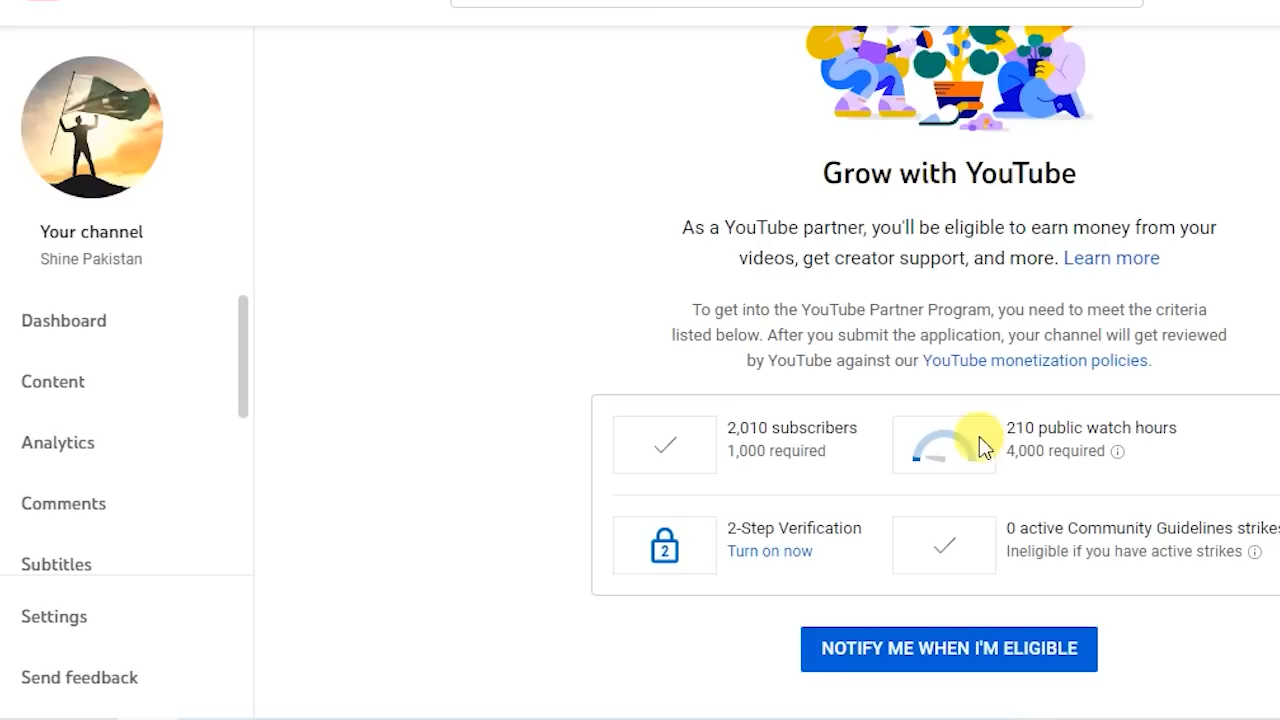 Your channel
Shine Pakistan
Dashboard
Content
Analytics
Comments
Subtitles
Settings
Send feedback
Grow with YouTube
As a YouTube partner, you'll be eligible to earn money from your
videos, get creator support, and more. Learn more
To get into the YouTube Partner Program, you need to meet the criteria
listed below. After you submit the application, your channel will get reviewed
by YouTube against our YouTube monetization policies.
2,010 subscribers
1,000 required
210 public watch hours
4,000 required
2
2-Step Verification
Turn on now
0 active Community Guidelines strikes
Ineligible if you have active strikes
NOTIFY ME WHEN I'M ELIGIBLE